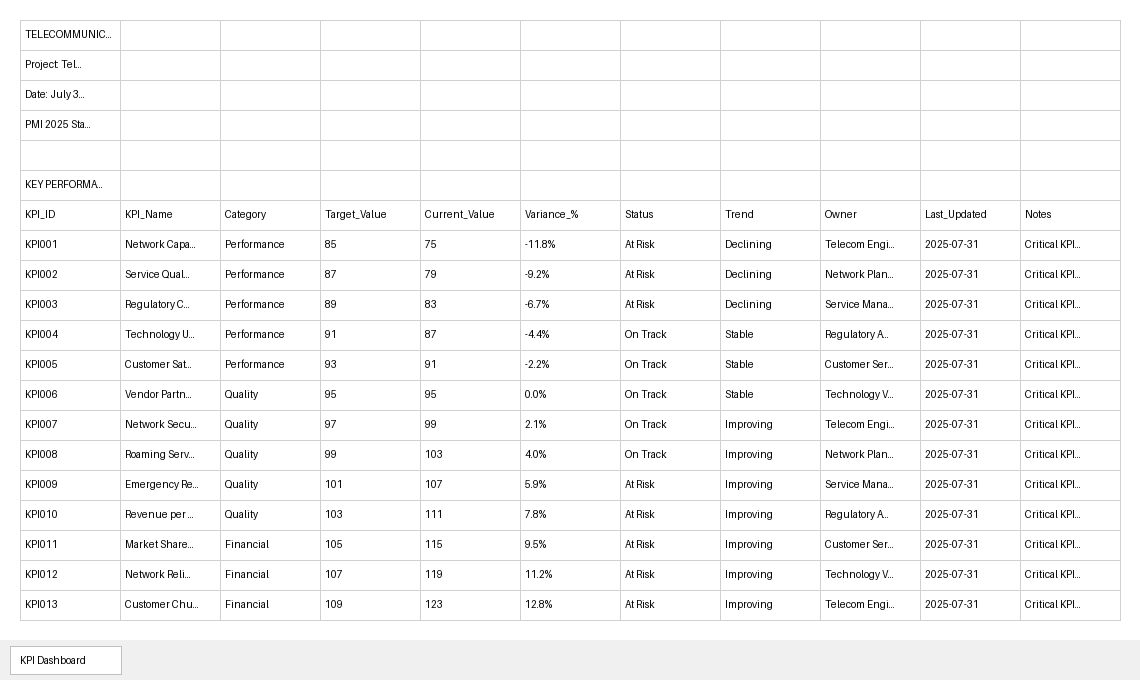 TELECOMMUNIC...
Project: Tel...
Date: July 3...
PMI 2025 Sta...
KEY PERFORMA...
KPI_ID KPI_Name Category Target_Value Current_Value Variance_% Status Trend Owner Last_Updated Notes
KPI001 Network Capa... Performance 85 75 -11.8% At Risk Declining Telecom Engi... 2025-07-31 Critical KPI...
KPI002 Service Qual... Performance 87 79 -9.2% At Risk Declining Network Plan... 2025-07-31 Critical KPI...
KPI003 Regulatory C... Performance 89 83 -6.7% At Risk Declining Service Mana... 2025-07-31 Critical KPI...
KPI004 Technology U... Performance 91 87 -4.4% On Track Stable Regulatory A... 2025-07-31 Critical KPI...
KPI005 Customer Sat... Performance 93 91 -2.2% On Track Stable Customer Ser... 2025-07-31 Critical KPI...
KPI006 Vendor Partn... Quality 95 95 0.0% On Track Stable Technology V... 2025-07-31 Critical KPI...
KPI007 Network Secu... Quality 97 99 2.1% On Track Improving Telecom Engi... 2025-07-31 Critical KPI...
KPI008 Roaming Serv... Quality 99 103 4.0% On Track Improving Network Plan... 2025-07-31 Critical KPI...
KPI009 Emergency Re... Quality 101 107 5.9% At Risk Improving Service Mana... 2025-07-31 Critical KPI...
KPI010 Revenue per ... Quality 103 111 7.8% At Risk Improving Regulatory A... 2025-07-31 Critical KPI...
KPI011 Market Share... Financial 105 115 9.5% At Risk Improving Customer Ser... 2025-07-31 Critical KPI...
KPI012 Network Reli... Financial 107 119 11.2% At Risk Improving Technology V... 2025-07-31 Critical KPI...
KPI013 Customer Chu... Financial 109 123 12.8% At Risk Improving Telecom Engi... 2025-07-31 Critical KPI...
KPI Dashboard